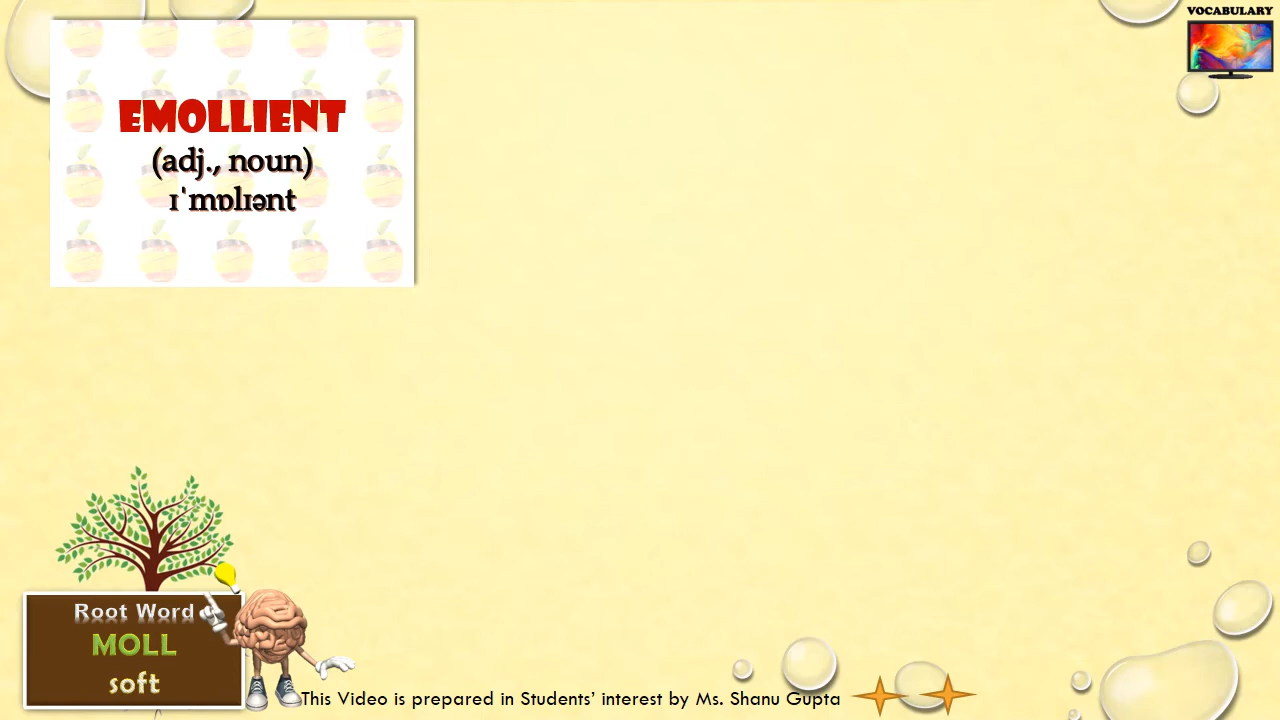 VOCABULARY
EMOLLIENT
(adj., noun)
ɪˈmɒlɪənt
Root Word
MOLL
soft
This Video is prepared in Students’ interest by Ms. Shanu Gupta